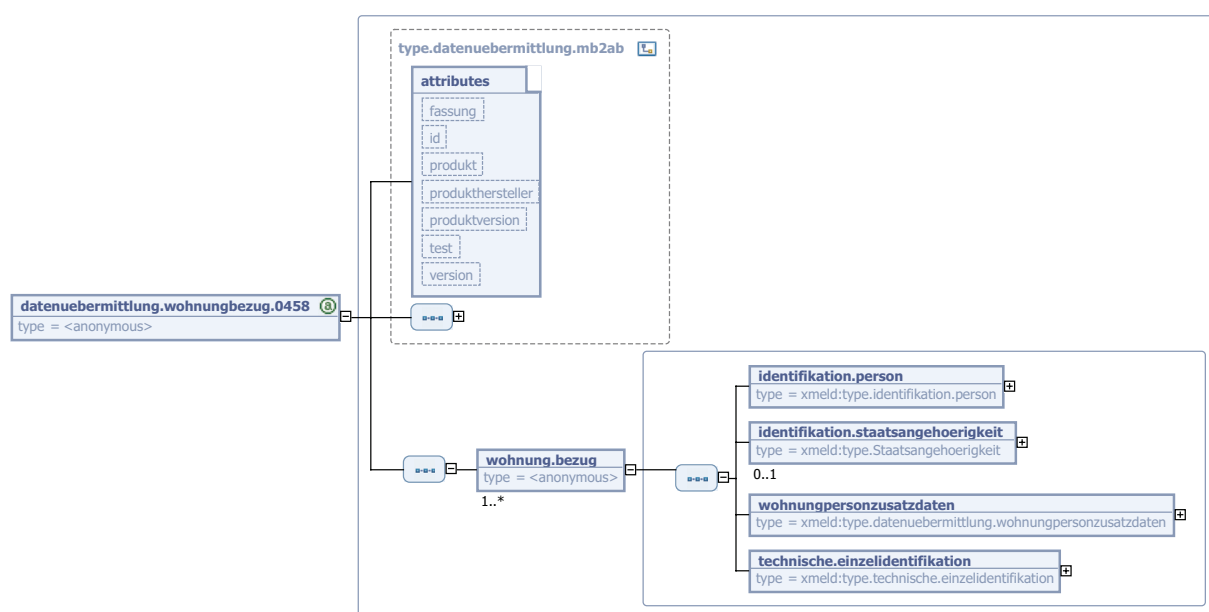 type.datenuebermittlung.mb2ab
attributes
fassung
id
produkt
produkthersteller
produktversion
test
version
datenuebermittlung.wohnungbezug.0458 a
type = <anonymous>
identifikation.person
type = xmeld:type.identifikation.person
identifikation.staatsangehoerigkeit
type = xmeld:type.Staatsangehoerigkeit
0..1
wohnung.bezug
type = <anonymous>
1..*
wohnungpersonzusatzdaten
type = xmeld:type.datenuebermittlung.wohnungpersonzusatzdaten
technische.einzelidentifikation
type = xmeld:type.technische.einzelidentifikation